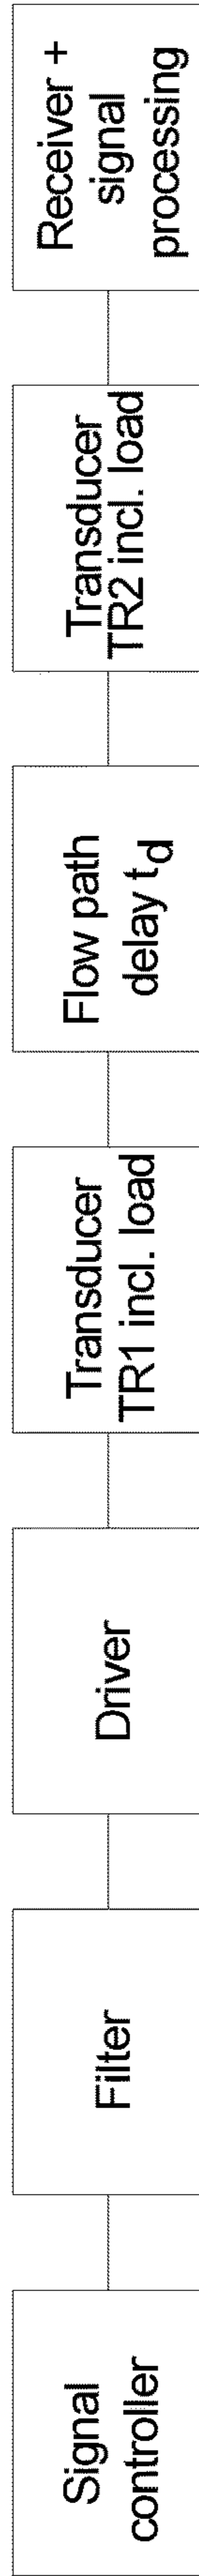 Signal
controller
Filter
Driver
Transducer
TR1 incl. load
Flow path
delay td
Transducer
TR2 incl. load
Receiver +
signal
processing